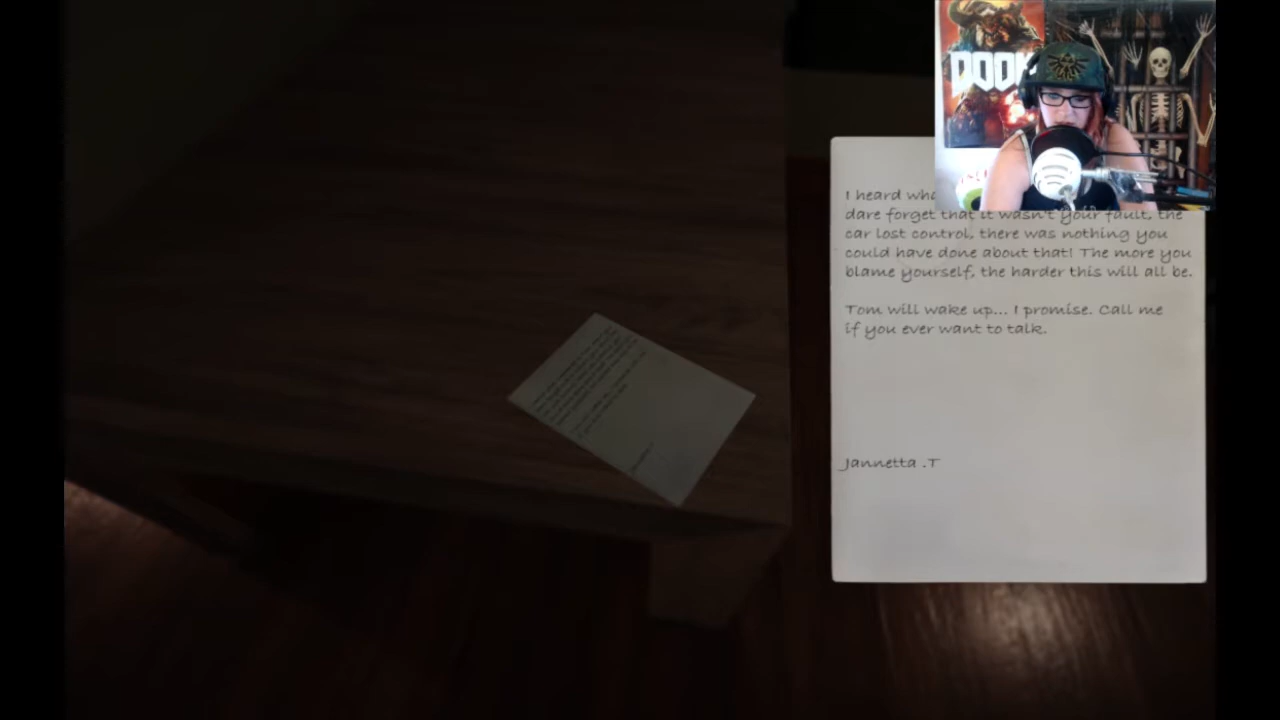 DOOM
I heard
dare forget that it wasn't your fault, the
car lost control, there was nothing you
could have done about that! The more you
blame yourself, the harder this will all be.
Tom will wake up... I promise. Call me
if you ever want to talk.
Jannetta .T